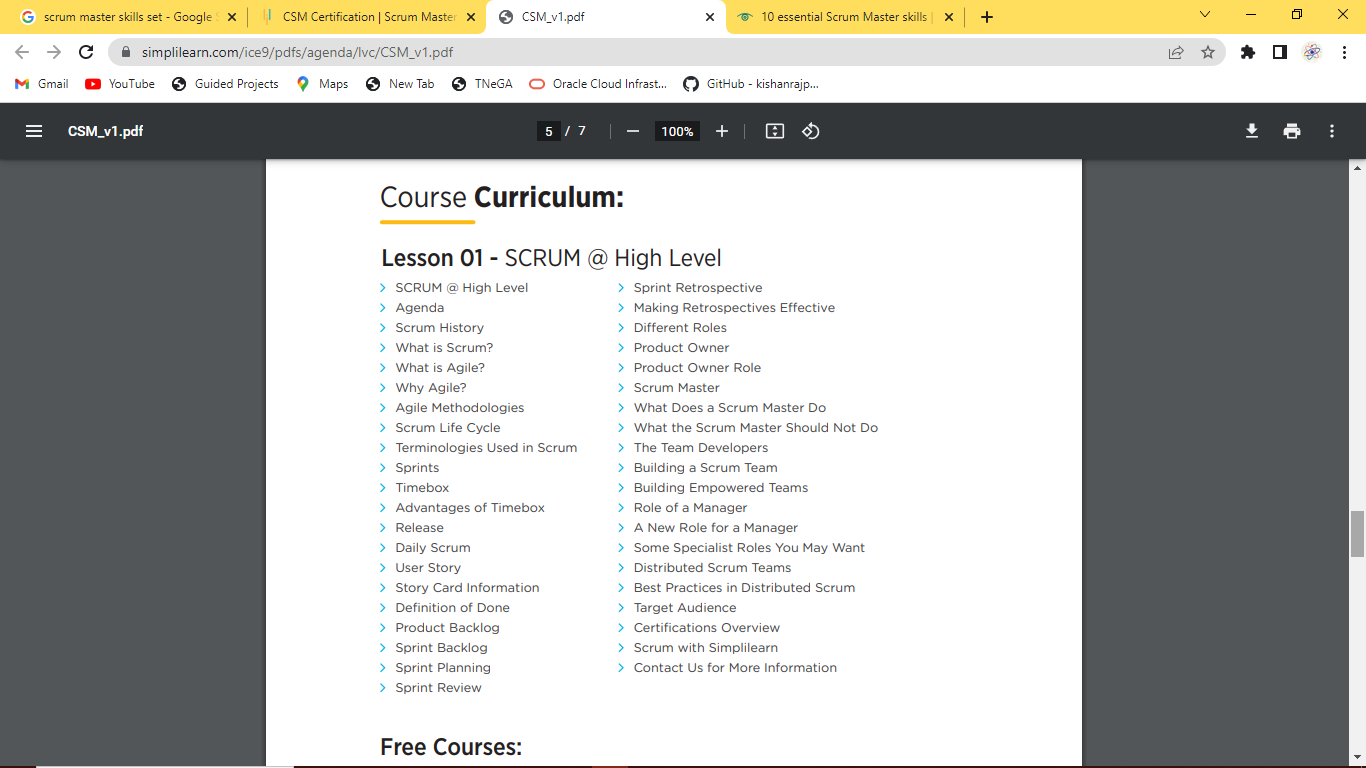 scrum master skills set - Google
CSM Certification | Scrum Master
CSM_v1.pdf
10 essential Scrum Master skills |
simplilearn.com/ice9/pdfs/agenda/lvc/CSM_v1.pdf
Gmail YouTube Guided Projects Maps New Tab TNeGA Oracle Cloud Infrast... GitHub - kishanrajp...
CSM_v1.pdf 5 / 7 100%
Course Curriculum:
Lesson 01 - SCRUM @ High Level
SCRUM @ High Level
Agenda
Scrum History
What is Scrum?
What is Agile?
Why Agile?
Agile Methodologies
Scrum Life Cycle
Terminologies Used in Scrum
Sprints
Timebox
Advantages of Timebox
Release
Daily Scrum
User Story
Story Card Information
Definition of Done
Product Backlog
Sprint Backlog
Sprint Planning
Sprint Review
Sprint Retrospective
Making Retrospectives Effective
Different Roles
Product Owner
Product Owner Role
Scrum Master
What Does a Scrum Master Do
What the Scrum Master Should Not Do
The Team Developers
Building a Scrum Team
Building Empowered Teams
Role of a Manager
A New Role for a Manager
Some Specialist Roles You May Want
Distributed Scrum Teams
Best Practices in Distributed Scrum
Target Audience
Certifications Overview
Scrum with Simplilearn
Contact Us for More Information
Free Courses: